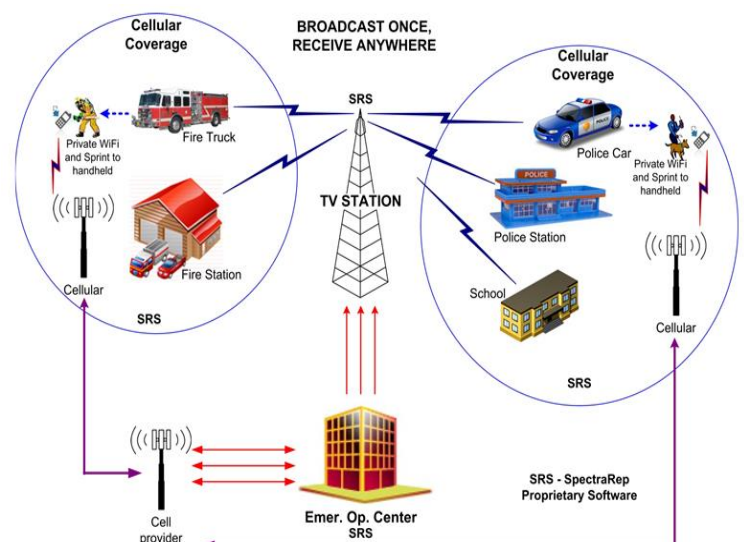 Cellular
Coverage
BROADCAST ONCE,
RECEIVE ANYWHERE
Cellular
Coverage
SRS
Fire Truck
Private WiFi
and Sprint to
handheld
Police Car
Private WiFi
and Sprint to
handheld
POLICE
TV STATION
Police Station
Fire Station
Cellular
School
Cellular
SRS
SRS
SRS - SpectraRep
Proprietary Software
Emer. Op. Center
SRS
Cell
provider